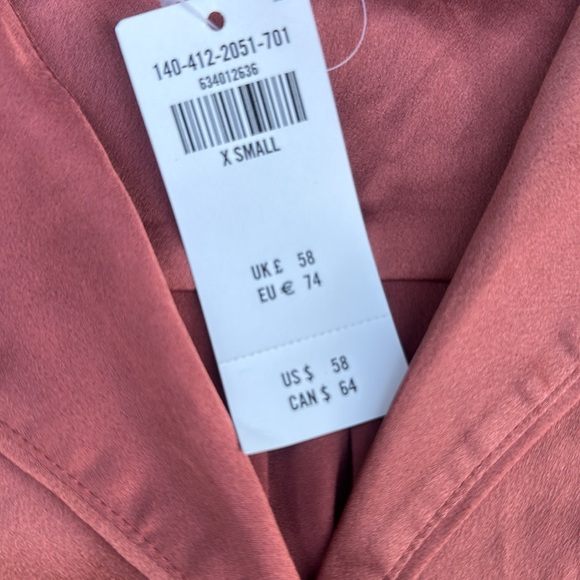 140-412-2051-701
634012636
X SMALL
UK £ 58
EU € 74
US $ 58
CAN $ 64